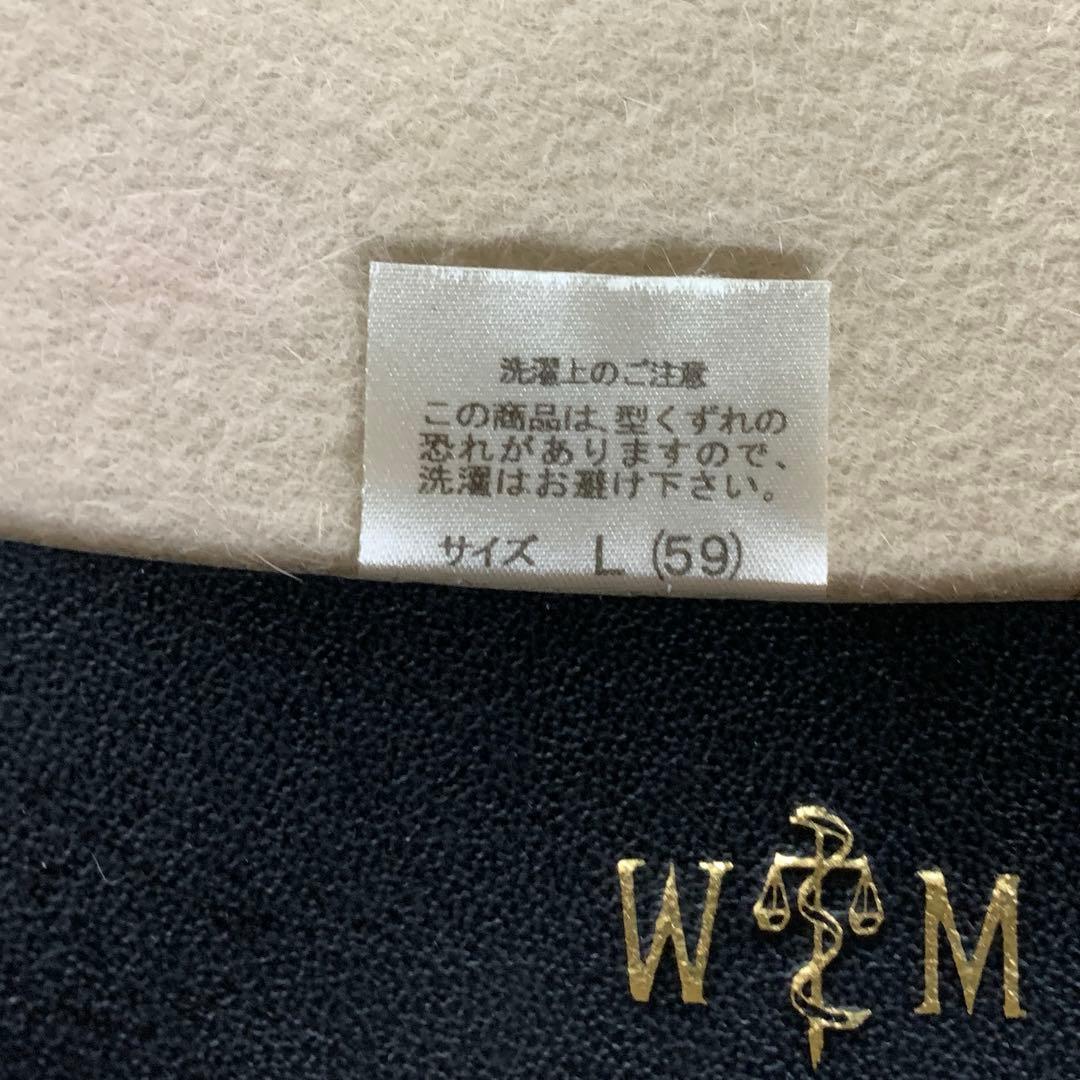 洗濯上のご注意
この商品は、型くずれの
恐れがありますので、
洗濯はお避け下さい。
サイズ L (59)
W M